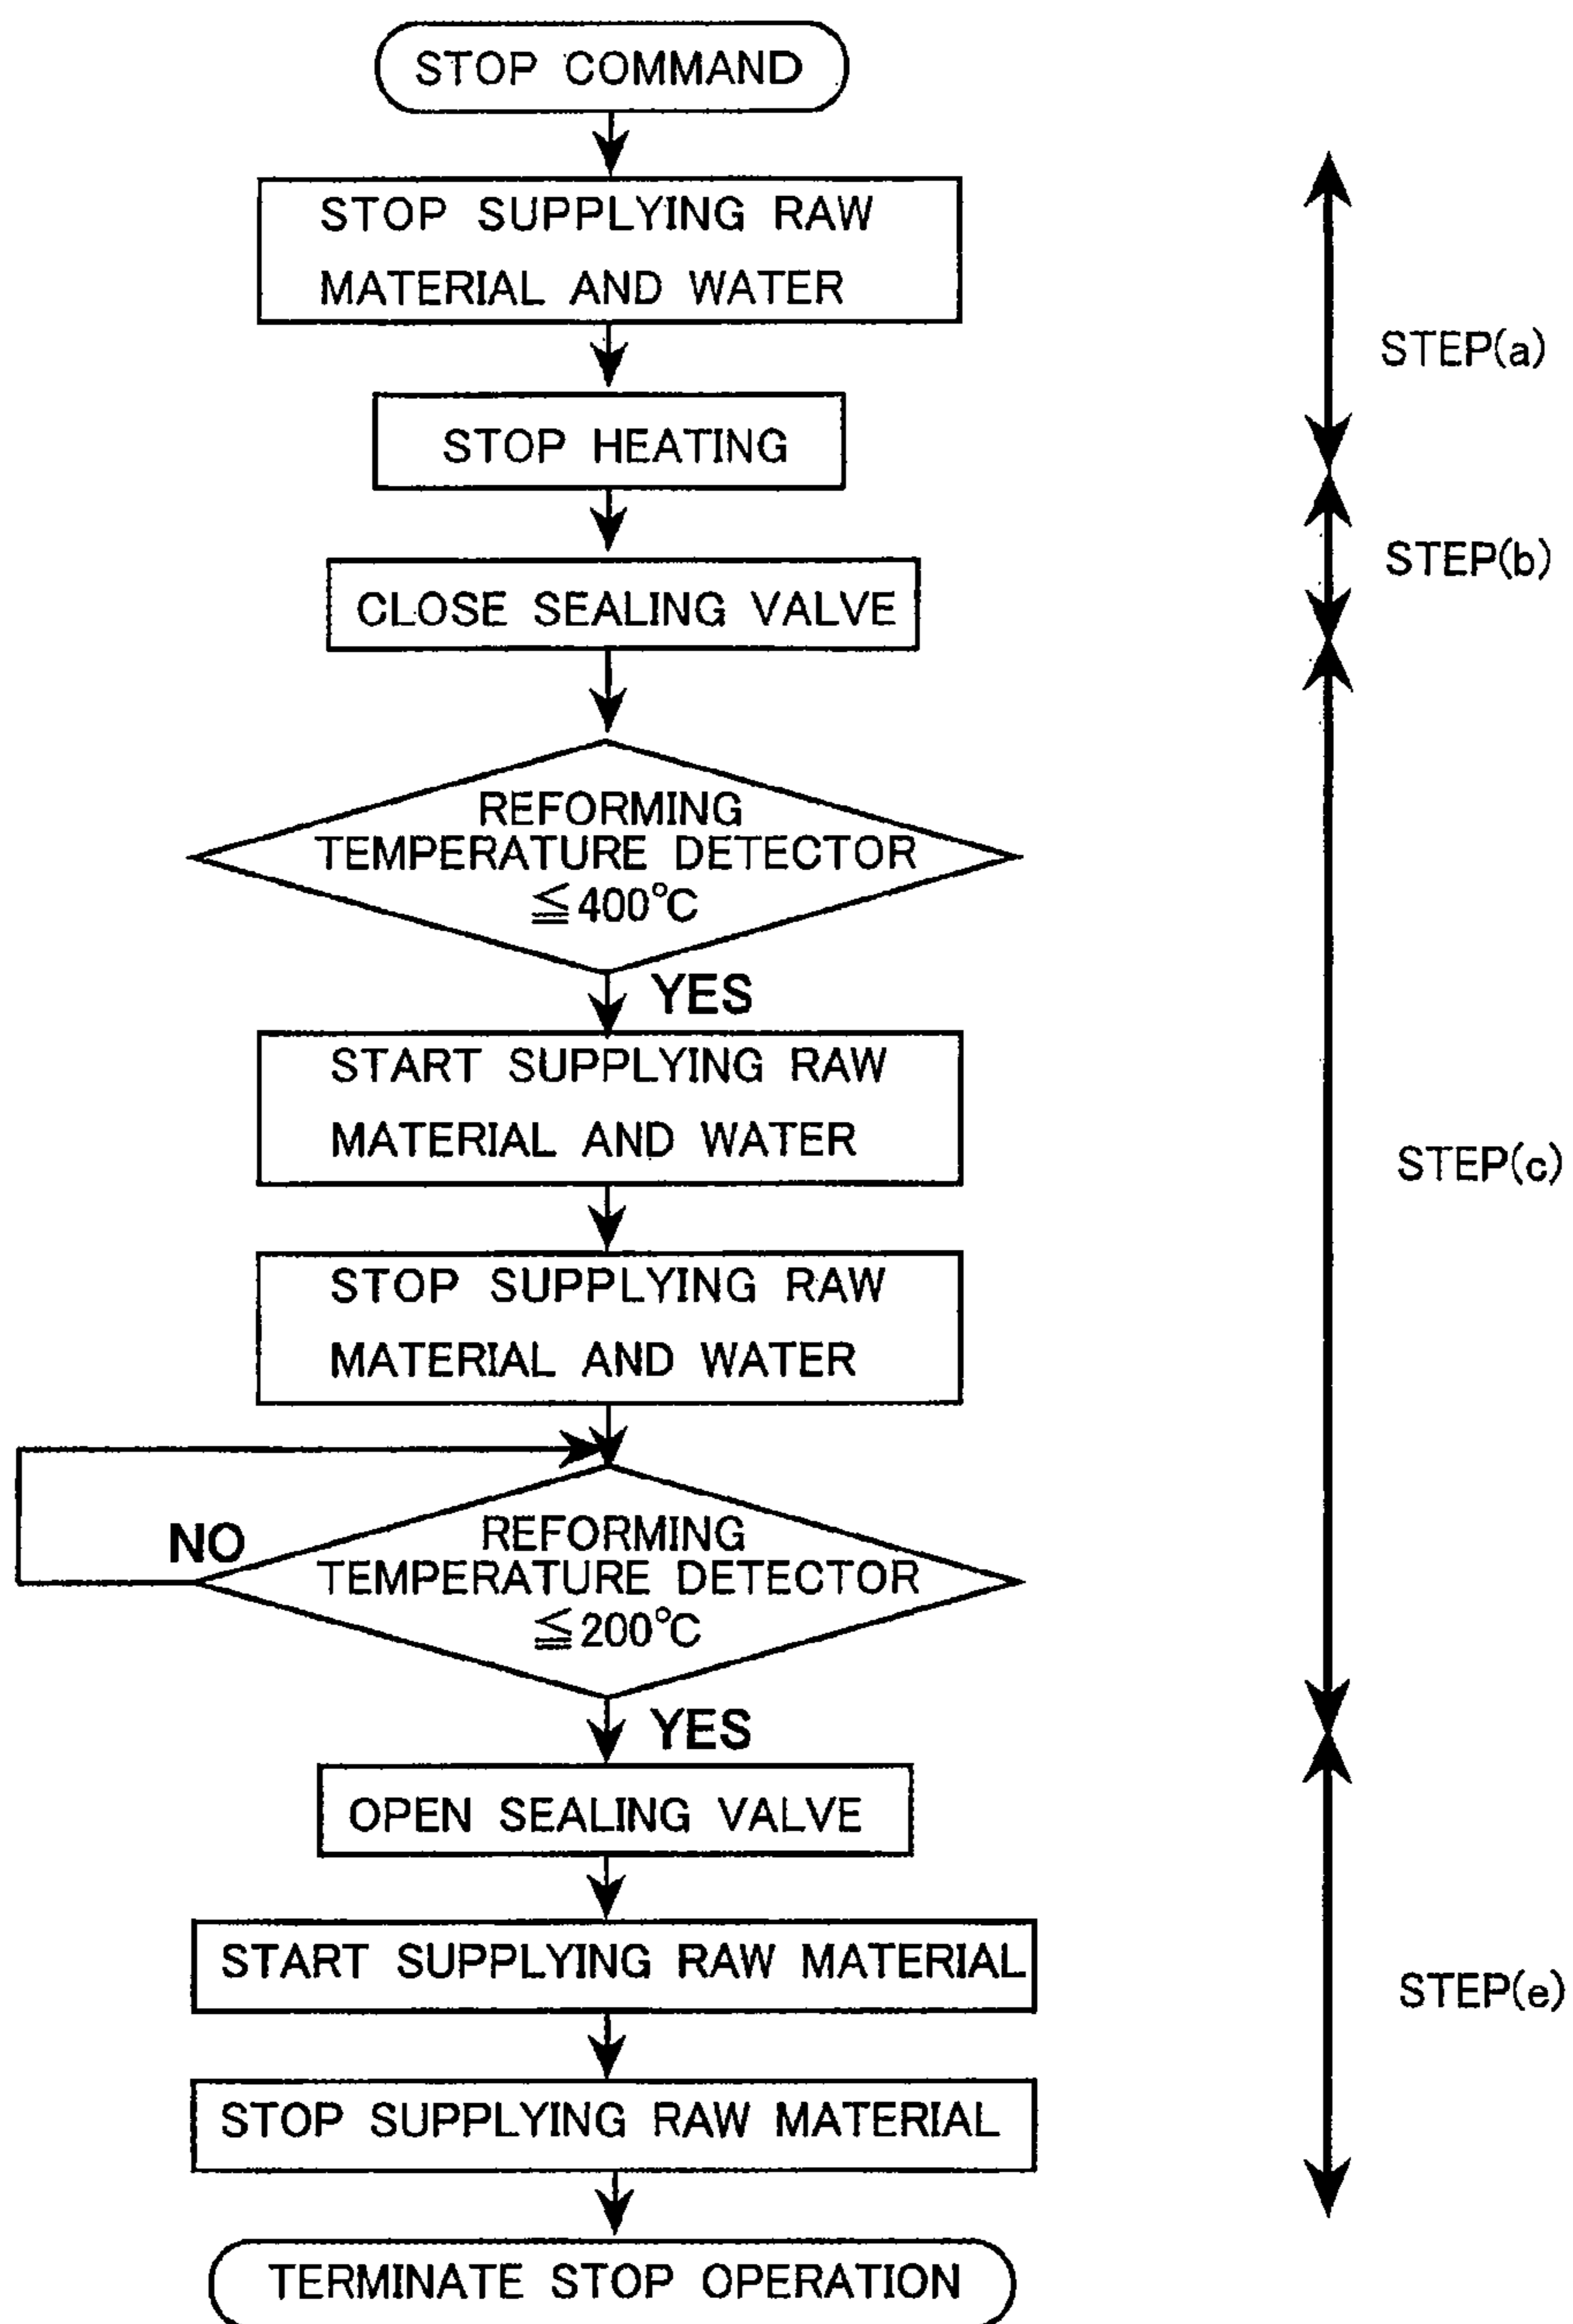 STOP COMMAND
STOP SUPPLYING RAW
MATERIAL AND WATER
STEP(a)
STOP HEATING
STEP(b)
CLOSE SEALING VALVE
REFORMING
TEMPERATURE DETECTOR
≦400°C
YES
START SUPPLYING RAW
MATERIAL AND WATER
STEP(c)
STOP SUPPLYING RAW
MATERIAL AND WATER
NO
REFORMING
TEMPERATURE DETECTOR
≦200°C
YES
OPEN SEALING VALVE
START SUPPLYING RAW MATERIAL
STEP(e)
STOP SUPPLYING RAW MATERIAL
TERMINATE STOP OPERATION